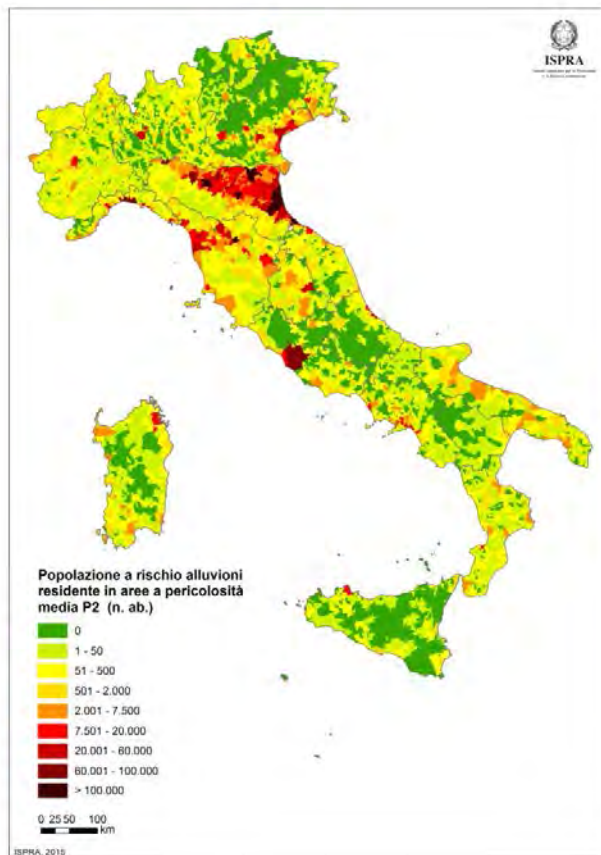 ISPRA
Popolazione a rischio alluvioni
residente in aree a pericolosità
media P2 (n. ab.)
0
1 - 50
51 - 500
501 - 2.000
2.001 - 7.500
7.501 - 20.000
20.001 - 60.000
60.001 - 100.000
> 100.000
0 25 50 100
km
ISPRA, 2015